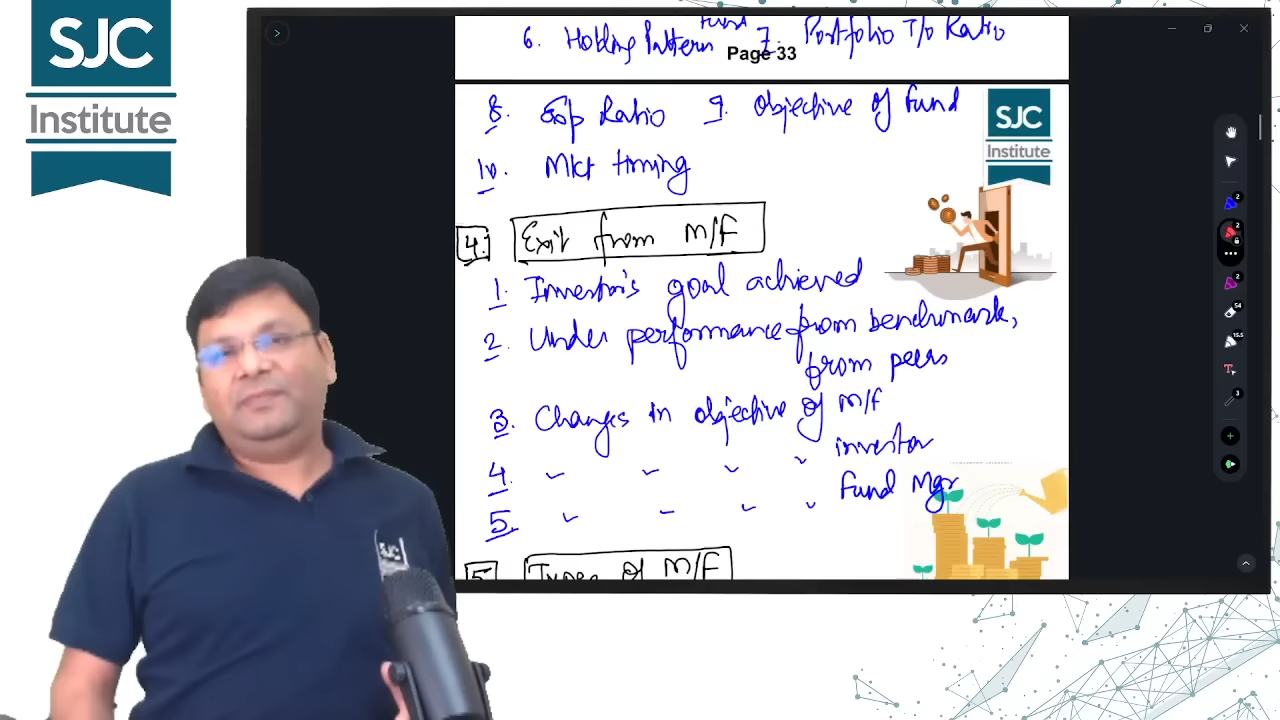 SJC
Institute
6. Holding Pattern Fund 7. Portfolio T/o Ratio
Page 33
8. Exp Ratio 9. Objective of Fund
10. Mkt timing
SJC
Institute
4. Exit from M/F
1. Investor's goal achieved
2. Under performance from benchmark,
from peers
3. Changes in objective of M/F
4. " " " " investor
5. " " " " Fund Mgr
5. Types of M/F
SJC